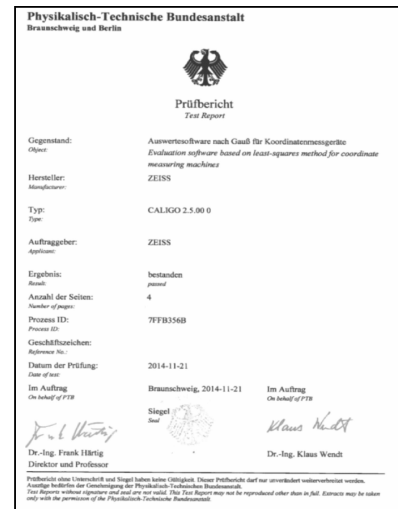 Physikalisch-Technische Bundesanstalt
Braunschweig und Berlin
Prüfbericht
Test Report
Gegenstand:
Object:
Auswertesoftware nach Gauß für Koordinatenmessgeräte
Evaluation software based on least-squares method for coordinate
measuring machines
Hersteller:
Manufacturer:
ZEISS
Typ:
Type:
CALIGO 2.5.00 0
Auftraggeber:
Applicant:
ZEISS
Ergebnis:
Result:
bestanden
passed
Anzahl der Seiten:
Number of pages:
4
Prozess ID:
Process ID:
7FFB356B
Geschäftszeichen:
Reference No.:
Datum der Prüfung:
Date of test:
2014-11-21
Im Auftrag
On behalf of PTB
Braunschweig, 2014-11-21
Im Auftrag
On behalf of PTB
Siegel
Seal
Klaus Wendt
Dr.-Ing. Frank Härtig
Direktor und Professor
Dr.-Ing. Klaus Wendt
Prüfberichte ohne Unterschrift und Siegel haben keine Gültigkeit. Dieser Prüfbericht darf nur unverändert weiterverbreitet werden.
Auszüge bedürfen der Genehmigung der Physikalisch-Technischen Bundesanstalt.
Test Reports without signature and seal are not valid. This Test Report may not be reproduced other than in full. Extracts may be taken
only with the permission of the Physikalisch-Technische Bundesanstalt.